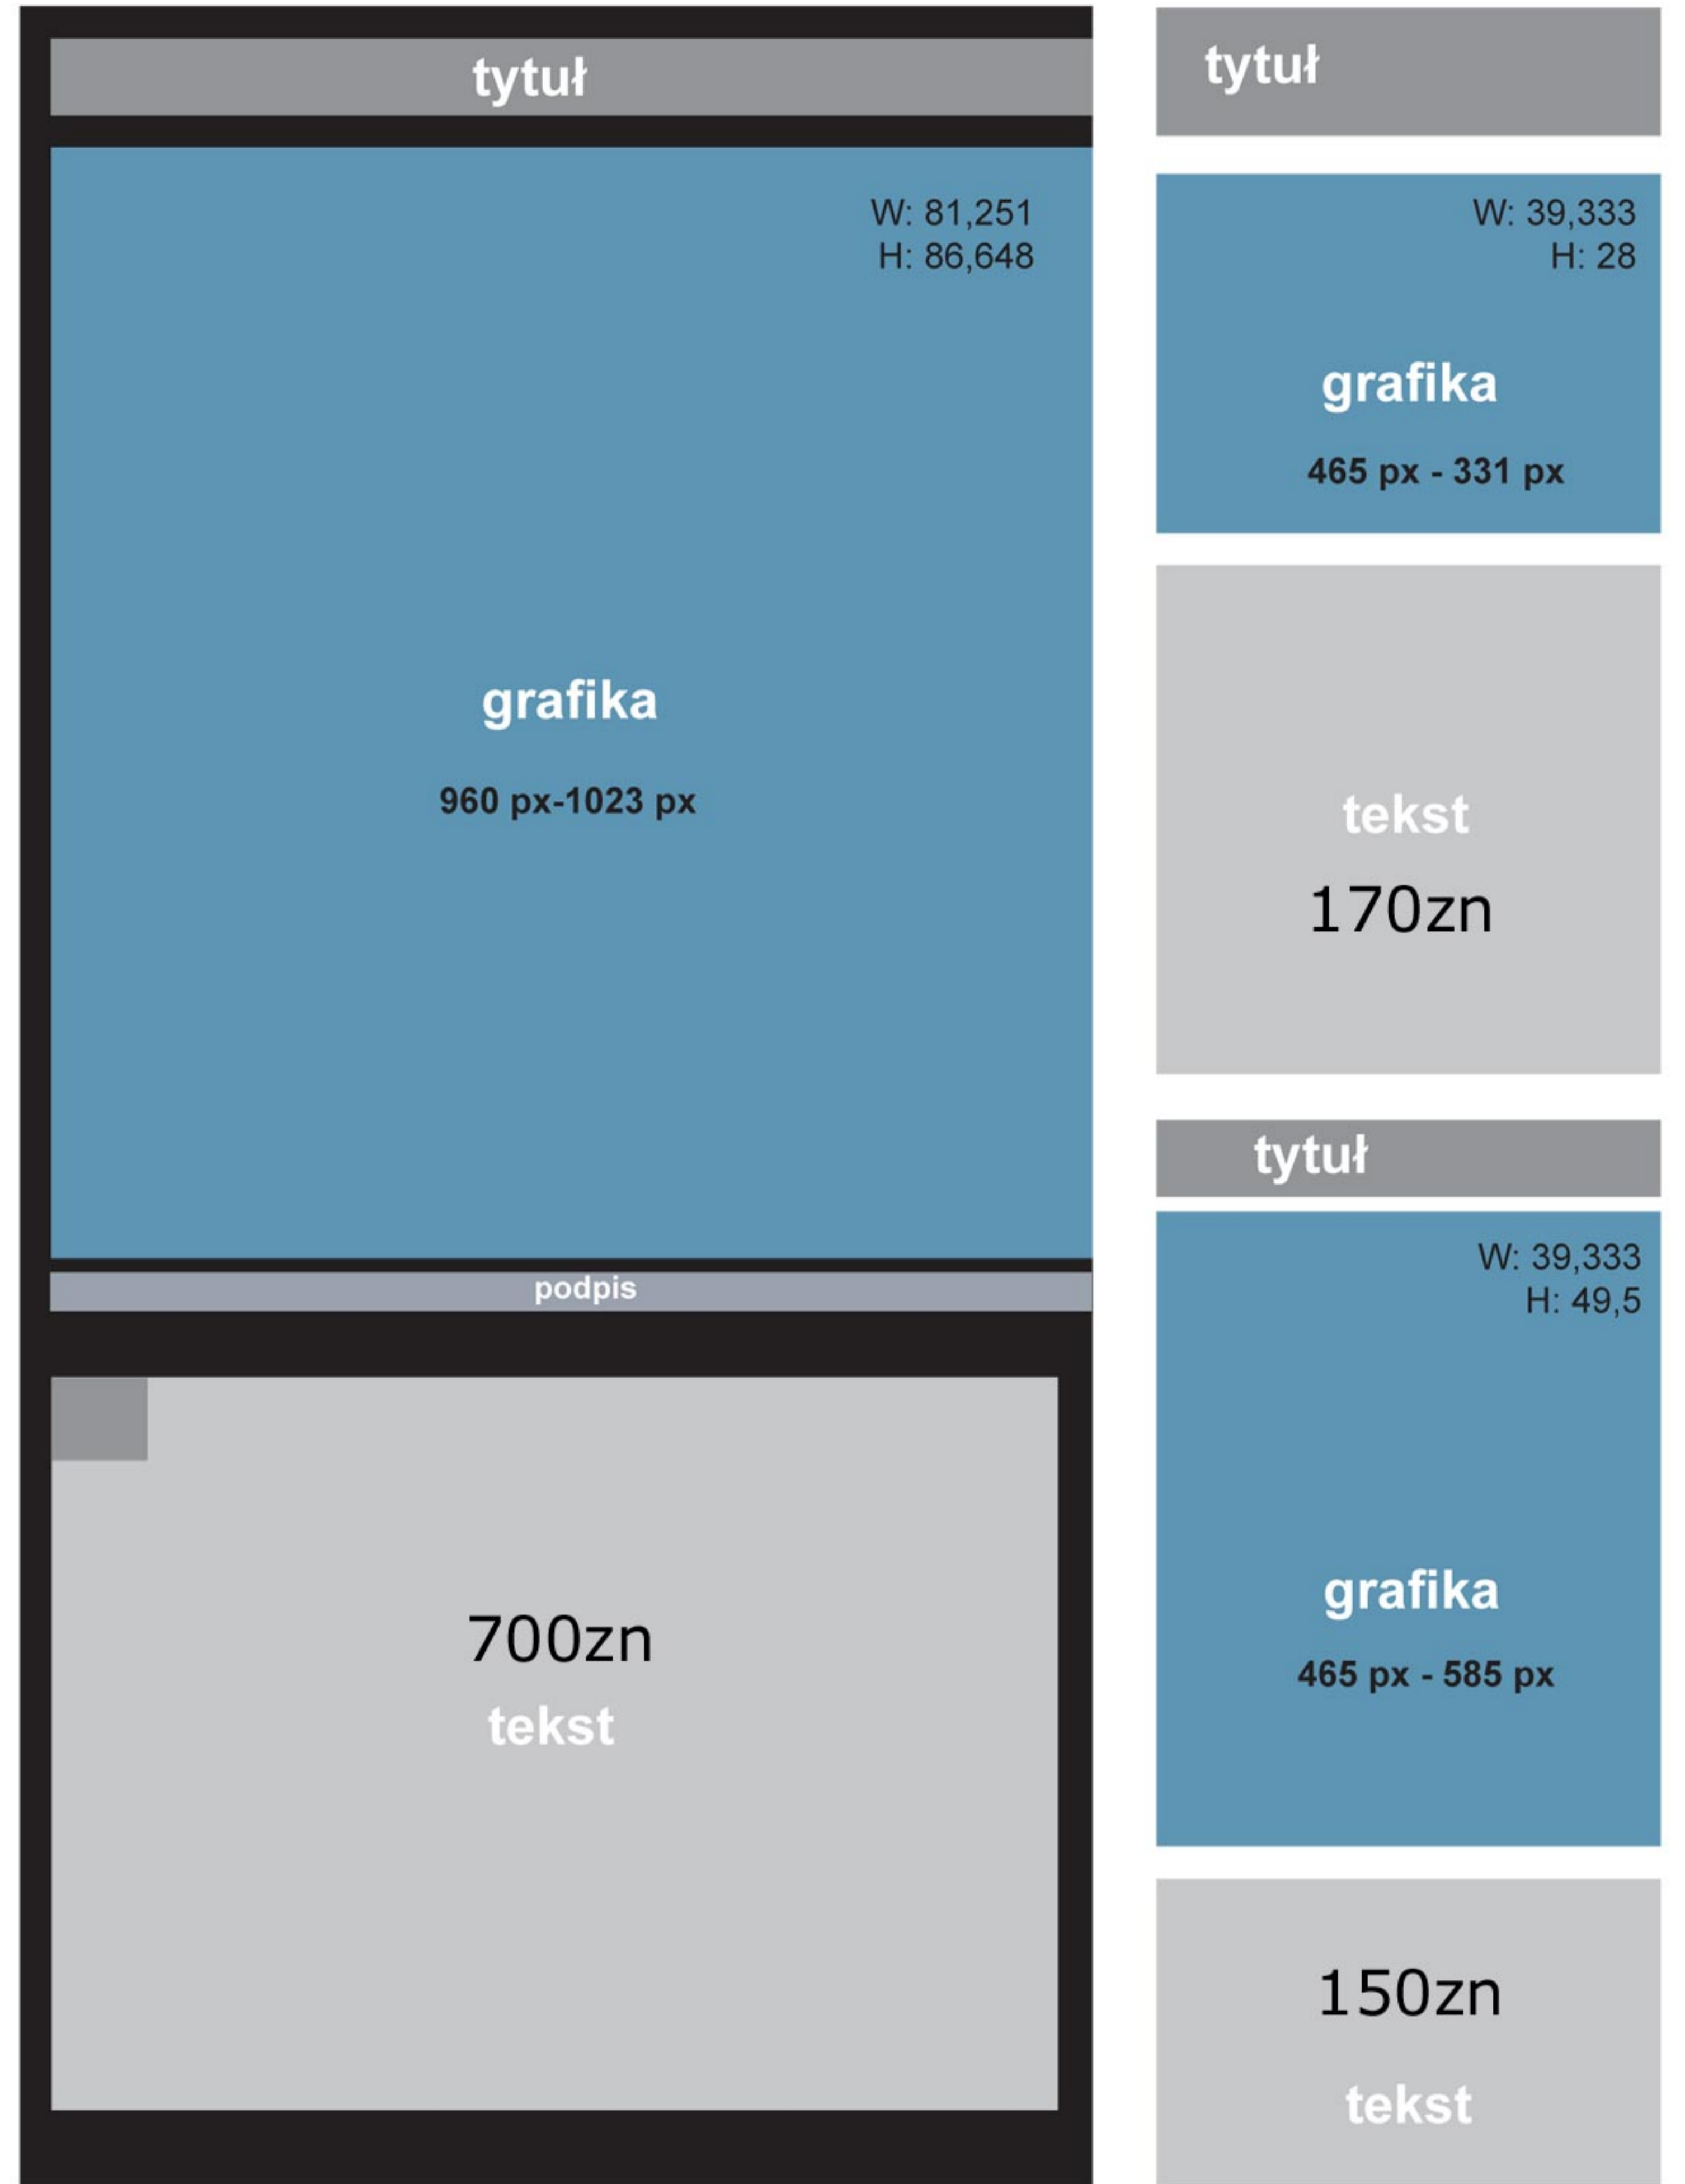 tytuł
W: 81,251
H: 86,648
grafika
960 px-1023 px
podpis
700zn
tekst
tytuł
W: 39,333
H: 28
grafika
465 px - 331 px
tekst
170zn
tytuł
W: 39,333
H: 49,5
grafika
465 px - 585 px
150zn
tekst